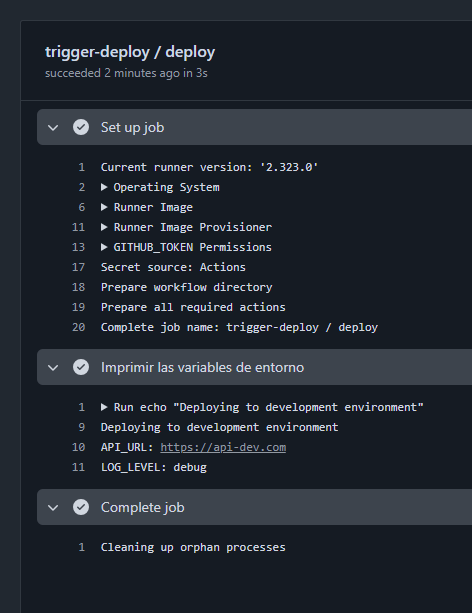 trigger-deploy / deploy
succeeded 2 minutes ago in 3s
Set up job
1 Current runner version: '2.323.0'
2 ▶ Operating System
6 ▶ Runner Image
11 ▶ Runner Image Provisioner
13 ▶ GITHUB_TOKEN Permissions
17 Secret source: Actions
18 Prepare workflow directory
19 Prepare all required actions
20 Complete job name: trigger-deploy / deploy
Imprimir las variables de entorno
1 ▶ Run echo "Deploying to development environment"
9 Deploying to development environment
10 API_URL: https://api-dev.com
11 LOG_LEVEL: debug
Complete job
1 Cleaning up orphan processes